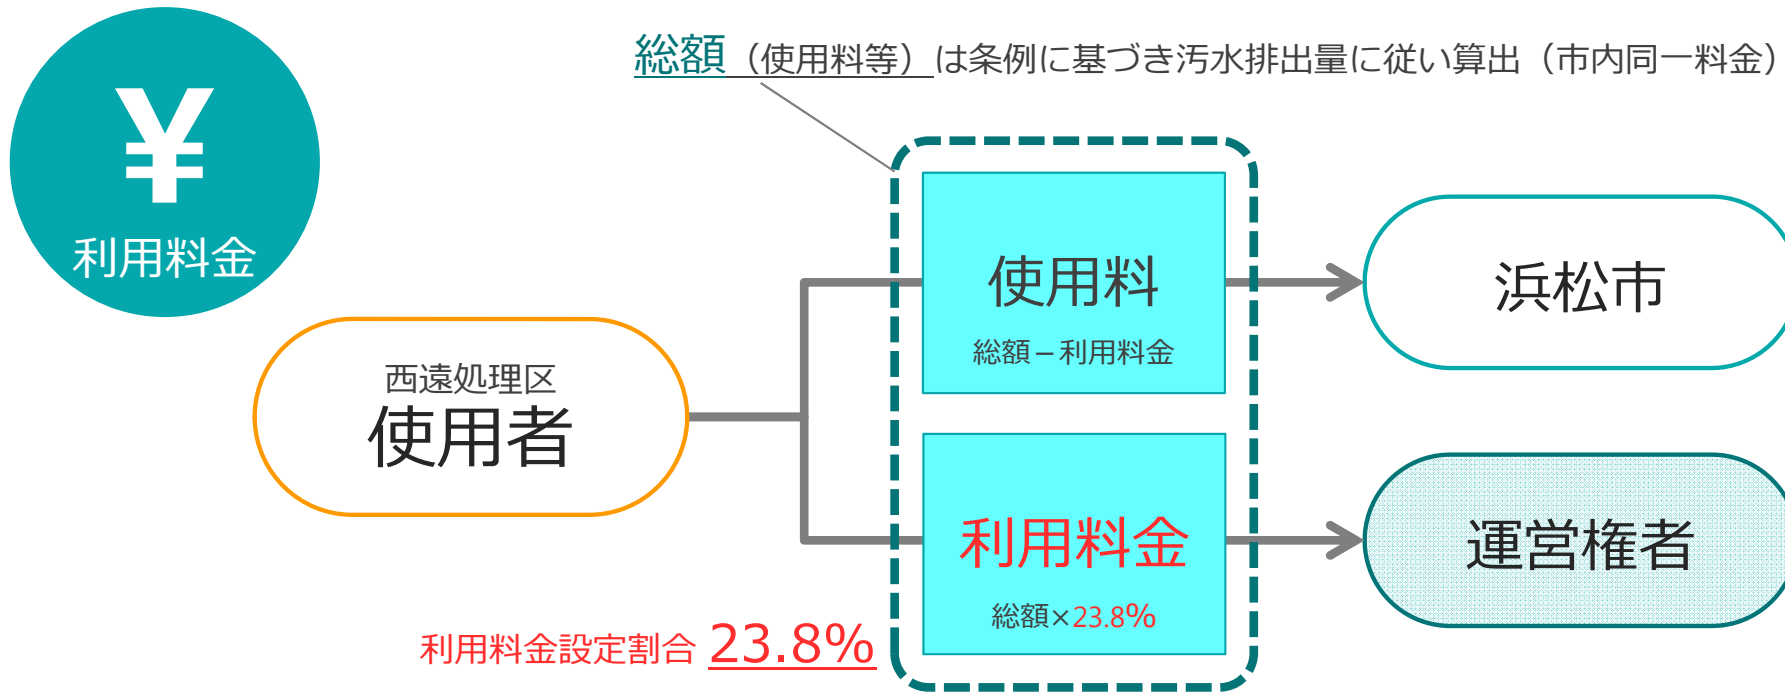 ¥
利用料金
総額（使用料等）は条例に基づき汚水排出量に従い算出（市内同一料金）
西遠処理区
使用者
使用料
総額－利用料金
浜松市
利用料金
総額×23.8%
運営権者
利用料金設定割合 23.8%